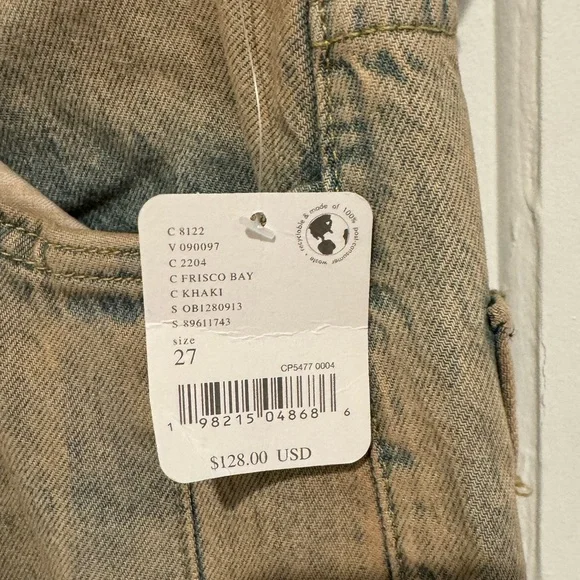 recyclable & made of 100% post-consumer waste
C 8122
V 090097
C 2204
C FRISCO BAY
C KHAKI
S OB1280913
S 89611743
size
27
CP5477 0004
1 98215 04868 6
$128.00 USD